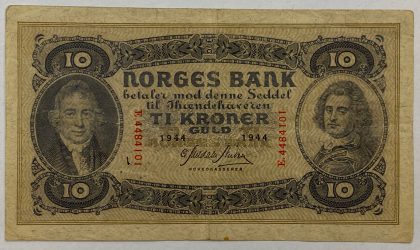 10 10
NORGES BANK
betaler mod denne Seddel
til Ihændehaveren
TI KRONER
GULD
1944 1944
E.4484101
E.4484101
HOVEDKASSERER
10 10